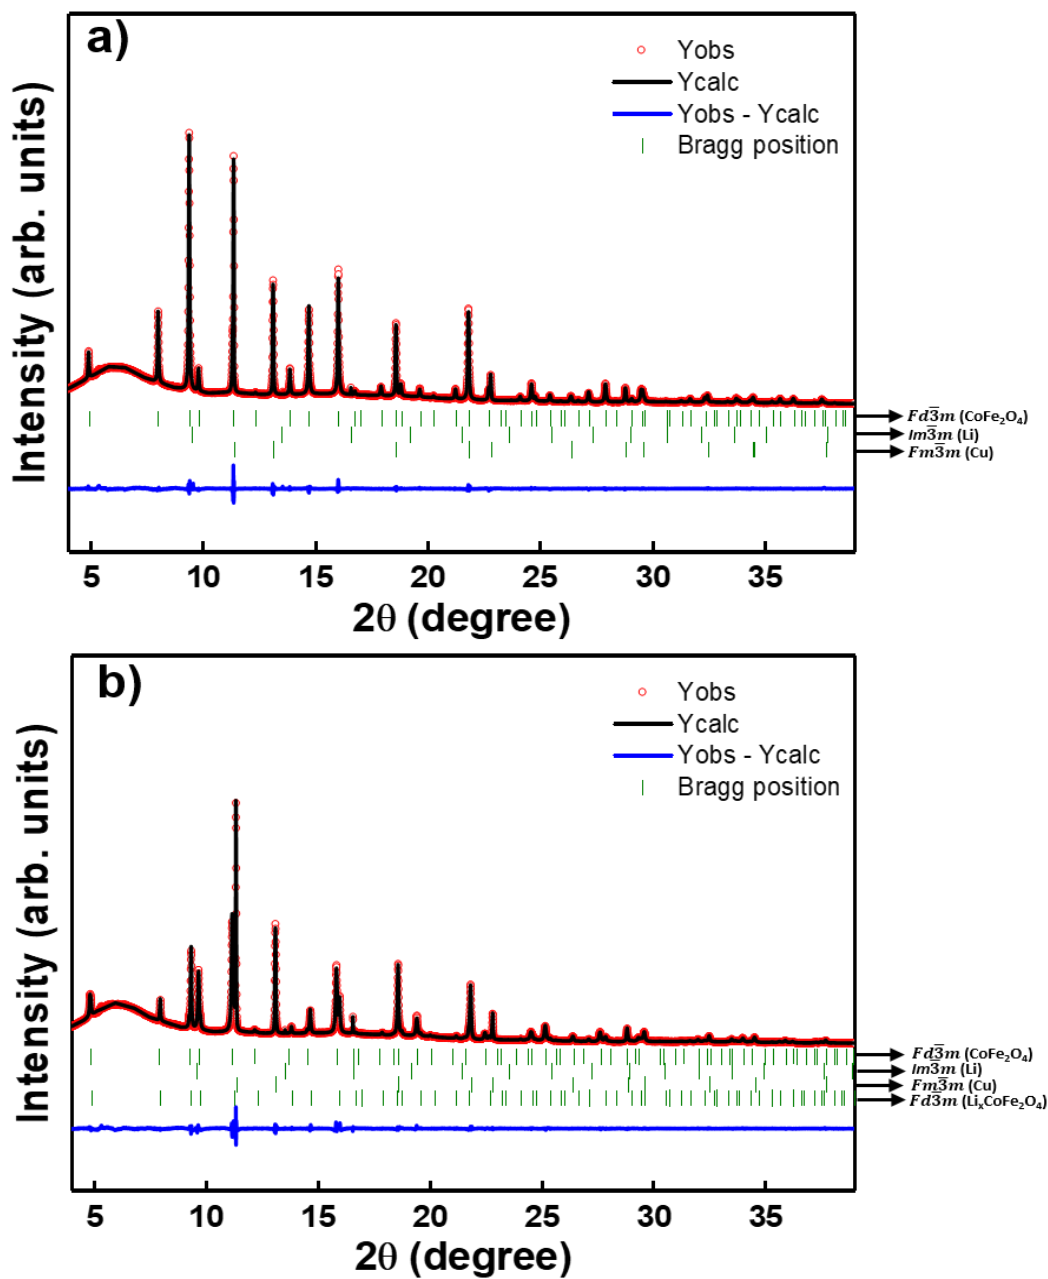 a)
Yobs
Ycalc
Yobs - Ycalc
Bragg position
Intensity (arb. units)
Fd3̅m (CoFe₂O₄)
Im3̅m (Li)
Fm3̅m (Cu)
5 10 15 20 25 30 35
2θ (degree)
b)
Yobs
Ycalc
Yobs - Ycalc
Bragg position
Intensity (arb. units)
Fd3̅m (CoFe₂O₄)
Im3̅m (Li)
Fm3̅m (Cu)
Fd3̅m (LiₓCoFe₂O₄)
5 10 15 20 25 30 35
2θ (degree)